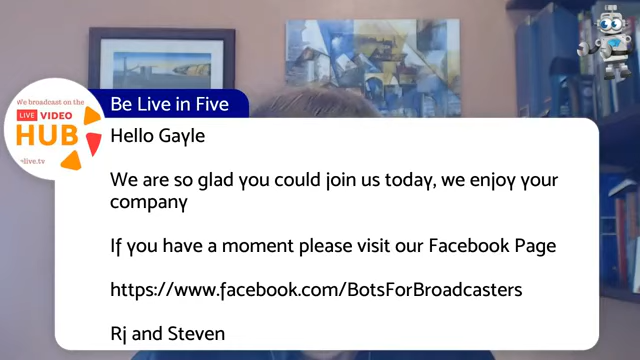 We broadcast on the
LIVE VIDEO
HUB
elive.tv
Be Live in Five
Hello Gayle
We are so glad you could join us today, we enjoy your
company
If you have a moment please visit our Facebook Page
https://www.facebook.com/BotsForBroadcasters
Rj and Steven